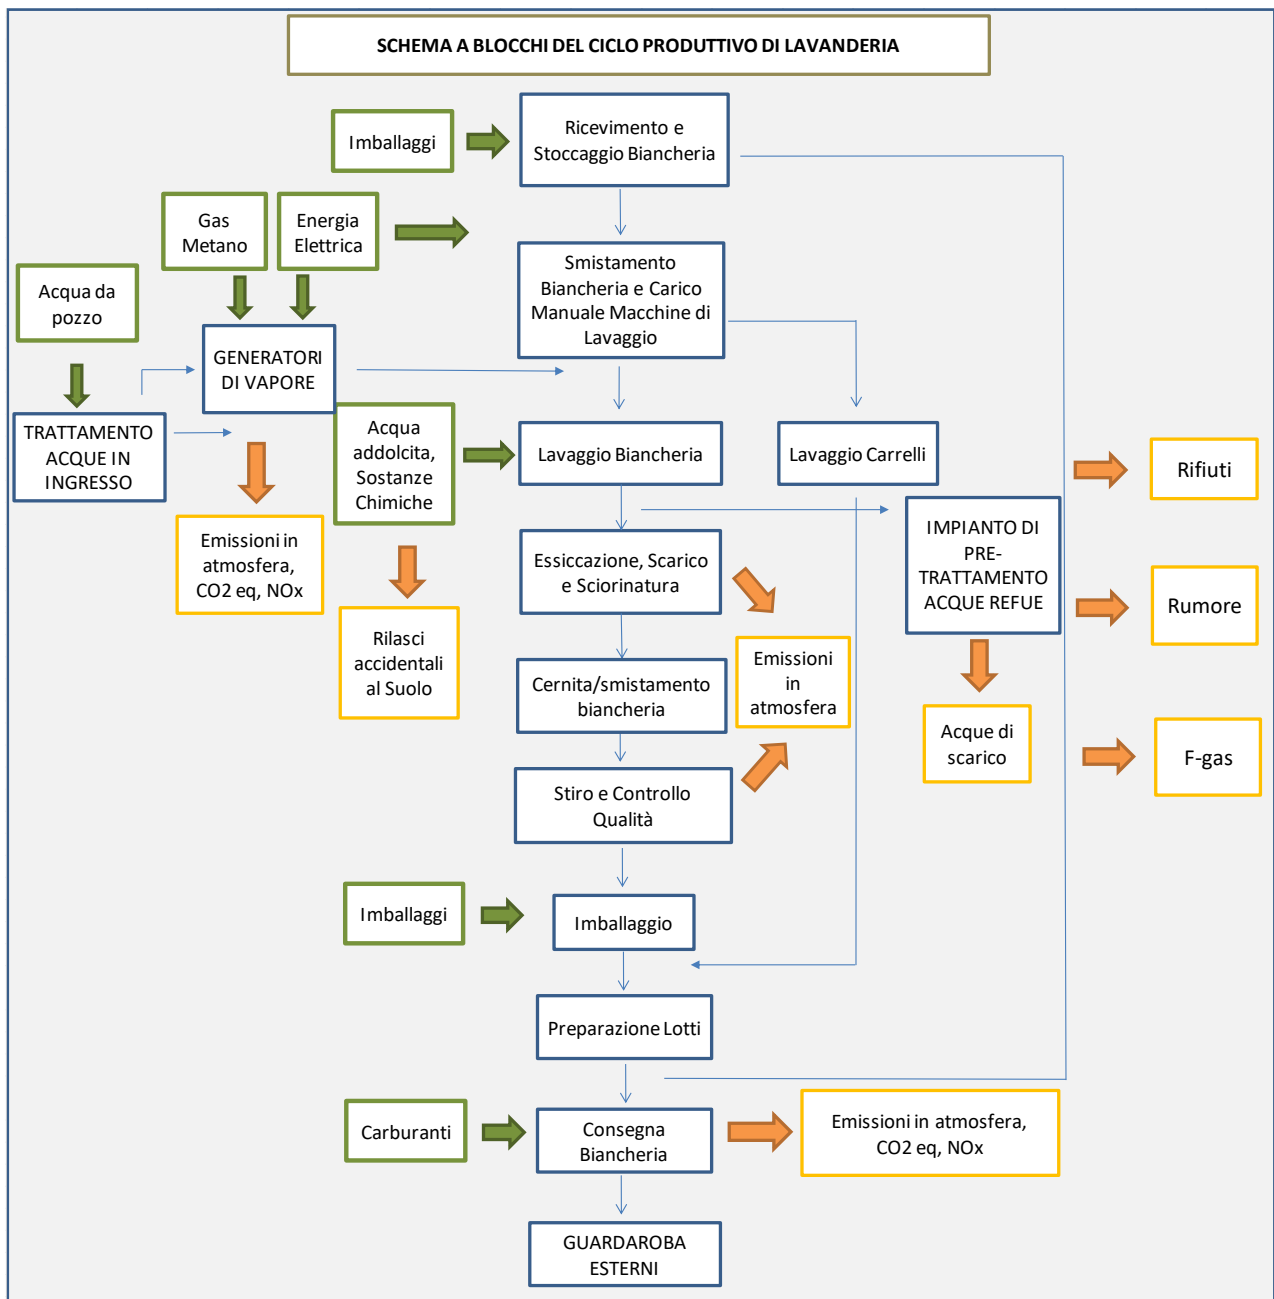 SCHEMA A BLOCCHI DEL CICLO PRODUTTIVO DI LAVANDERIA
Imballaggi
Ricevimento e
Stoccaggio Biancheria
Gas
Metano
Energia
Elettrica
Smistamento
Biancheria e Carico
Manuale Macchine di
Lavaggio
Acqua da
pozzo
GENERATORI
DI VAPORE
TRATTAMENTO
ACQUE IN
INGRESSO
Acqua
addolcita,
Sostanze
Chimiche
Lavaggio Biancheria
Lavaggio Carrelli
Rifiuti
Emissioni in
atmosfera,
CO2 eq, NOx
Essiccazione, Scarico
e Sciorinatura
IMPIANTO DI
PRE-
TRATTAMENTO
ACQUE REFUE
Rumore
Rilasci
accidentali
al Suolo
Cernita/smistamento
biancheria
Emissioni
in
atmosfera
Acque di
scarico
F-gas
Stiro e Controllo
Qualità
Imballaggi
Imballaggio
Preparazione Lotti
Carburanti
Consegna
Biancheria
Emissioni in atmosfera,
CO2 eq, NOx
GUARDAROBA
ESTERNI